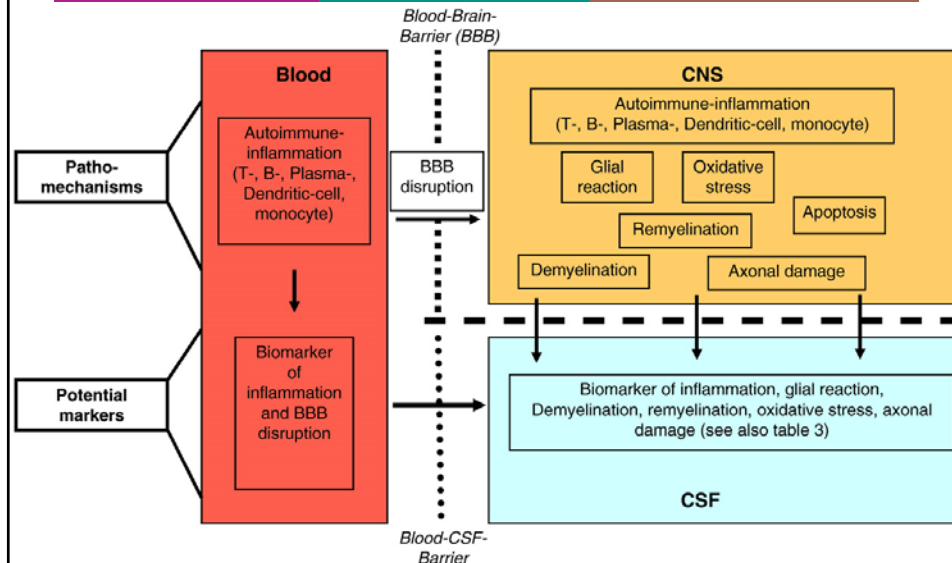 Blood-Brain-
Barrier (BBB)
Blood
CNS
Autoimmune-inflammation
(T-, B-, Plasma-, Dendritic-cell, monocyte)
Autoimmune-
inflammation
(T-, B-, Plasma-,
Dendritic-cell,
monocyte)
Patho-
mechanisms
BBB
disruption
Glial
reaction
Oxidative
stress
Apoptosis
Remyelination
Demyelination
Axonal damage
Potential
markers
Biomarker
of
inflammation
and BBB
disruption
Biomarker of inflammation, glial reaction,
Demyelination, remyelination, oxidative stress, axonal
damage (see also table 3)
CSF
Blood-CSF-
Barrier